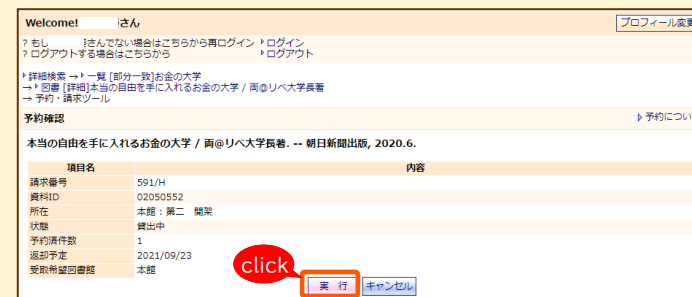 Welcome! さん
プロフィール変更
? もし さんでない場合はこちらから再ログイン ログイン
? ログアウトする場合はこちらから ログアウト
詳細検索 → 一覧 [部分一致]お金の大学
→ 図書 [詳細]本当の自由を手に入れるお金の大学 / 両@リベ大学長著
→ 予約・請求ツール
予約確認 予約につい
本当の自由を手に入れるお金の大学 / 両@リベ大学長著. -- 朝日新聞出版, 2020.6.
項目名 内容
請求番号 591/H
資料ID 02050552
所在 本館：第二 開架
状態 貸出中
予約済件数 1
返却予定 2021/09/23
受取希望図書館 本館
click
実 行 キャンセル